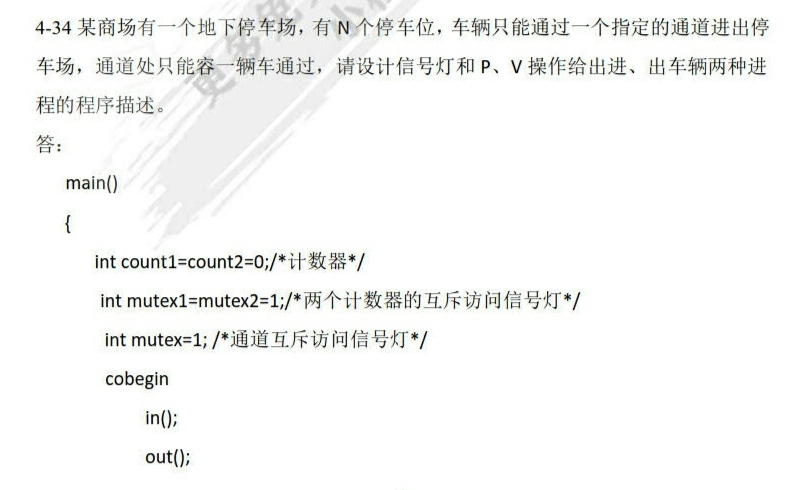 4-34 某商场有一个地下停车场，有 N 个停车位，车辆只能通过一个指定的通道进出停
车场，通道处只能容一辆车通过，请设计信号灯和 P、V 操作给出进、出车辆两种进
程的程序描述。
答：
main()
{
int count1=count2=0;/*计数器*/
int mutex1=mutex2=1;/*两个计数器的互斥访问信号灯*/
int mutex=1; /*通道互斥访问信号灯*/
cobegin
in();
out();